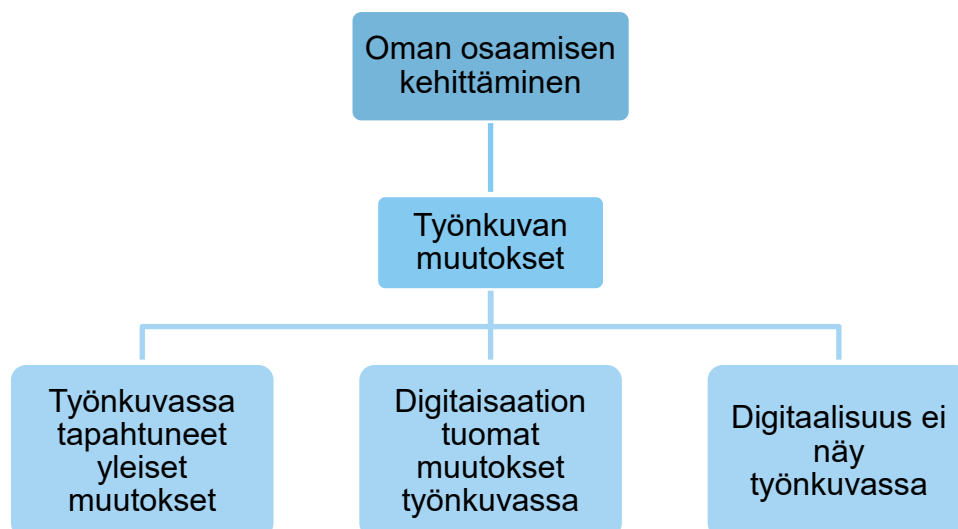 Oman osaamisen
kehittäminen
Työnkuvan
muutokset
Työnkuvassa
tapahtuneet
yleiset
muutokset
Digitaisaation
tuomat
muutokset
työnkuvassa
Digitaalisuus ei
näy
työnkuvassa